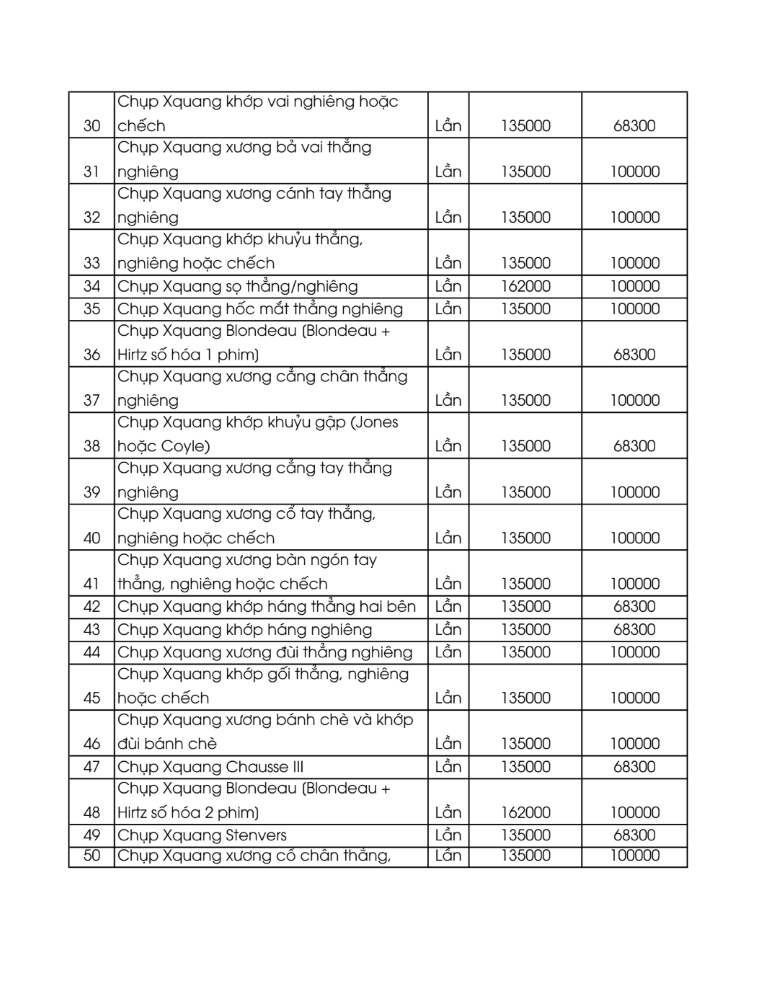 Chụp Xquang khớp vai nghiêng hoặc
30 chếch Lần 135000 68300
Chụp Xquang xương bả vai thẳng
31 nghiêng Lần 135000 100000
Chụp Xquang xương cánh tay thẳng
32 nghiêng Lần 135000 100000
Chụp Xquang khớp khuỷu thẳng,
33 nghiêng hoặc chếch Lần 135000 100000
34 Chụp Xquang sọ thẳng/nghiêng Lần 162000 100000
35 Chụp Xquang hốc mắt thẳng nghiêng Lần 135000 100000
Chụp Xquang Blondeau [Blondeau +
36 Hirtz số hóa 1 phim] Lần 135000 68300
Chụp Xquang xương cẳng chân thẳng
37 nghiêng Lần 135000 100000
Chụp Xquang khớp khuỷu gập (Jones
38 hoặc Coyle) Lần 135000 68300
Chụp Xquang xương cẳng tay thẳng
39 nghiêng Lần 135000 100000
Chụp Xquang xương cổ tay thẳng,
40 nghiêng hoặc chếch Lần 135000 100000
Chụp Xquang xương bàn ngón tay
41 thẳng, nghiêng hoặc chếch Lần 135000 100000
42 Chụp Xquang khớp háng thẳng hai bên Lần 135000 68300
43 Chụp Xquang khớp háng nghiêng Lần 135000 68300
44 Chụp Xquang xương đùi thẳng nghiêng Lần 135000 100000
Chụp Xquang khớp gối thẳng, nghiêng
45 hoặc chếch Lần 135000 100000
Chụp Xquang xương bánh chè và khớp
46 đùi bánh chè Lần 135000 100000
47 Chụp Xquang Chausse III Lần 135000 68300
Chụp Xquang Blondeau [Blondeau +
48 Hirtz số hóa 2 phim] Lần 162000 100000
49 Chụp Xquang Stenvers Lần 135000 68300
50 Chụp Xquang xương cổ chân thẳng, Lần 135000 100000